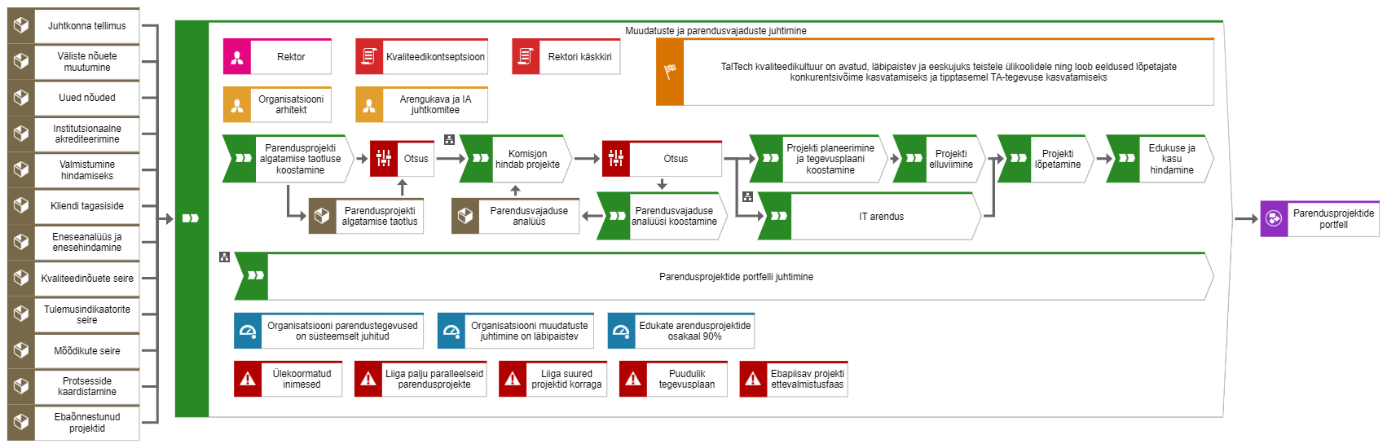 Juhtkonna tellimus
Väliste nõuete
muutumine
Uued nõuded
Institutsionaalne
akrediteerimine
Valmistumine
hindamiseks
Kliendi tagasiside
Eneseanalüüs ja
enesehindamine
Kvaliteedinõuete seire
Tulemusindikaatorite
seire
Mõõdikute seire
Protsesside
kaardistamine
Ebaõnnestunud
projektid
Muudatuste ja parendusvajaduste juhtimine
Rektor
Kvaliteedikontseptsioon
Rektori käskkiri
TalTech kvaliteedikultuur on avatud, läbipaistev ja eeskujuks teistele ülikoolidele ning loob eeldused lõpetajate
konkurentsivõime kasvatamiseks ja tipptasemel TA-tegevuse kasvatamiseks
Organisatsiooni
arhitekt
Arengukava ja IA
juhtkomitee
Parendusprojekti
algatamise taotluse
koostamine
Otsus
Komisjon
hindab projekte
Otsus
Projekti planeerimine
ja tegevusplaani
koostamine
Projekti
elluviimine
Projekti
lõpetamine
Edukuse ja
kasu
hindamine
Parendusprojekti
algatamise taotlus
Parendusvajaduse
analüüs
Parendusvajaduse
analüüsi koostamine
IT arendus
Parendusprojektide
portfell
Parendusprojektide portfelli juhtimine
Organisatsiooni parendustegevused
on süsteemselt juhitud
Organisatsiooni muudatuste
juhtimine on läbipaistev
Edukate arendusprojektide
osakaal 90%
Ülekoormatud
inimesed
Liiga palju paralleelseid
parendusprojekte
Liiga suured
projektid korraga
Puudulik
tegevusplaan
Ebapiisav projekti
ettevalmistusfaas